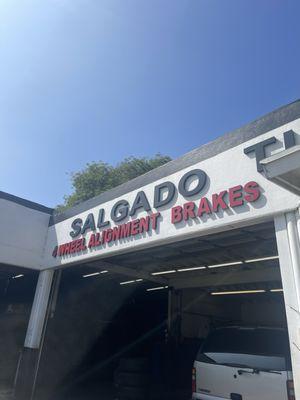 SALGADO
4 WHEEL ALIGNMENT BRAKES